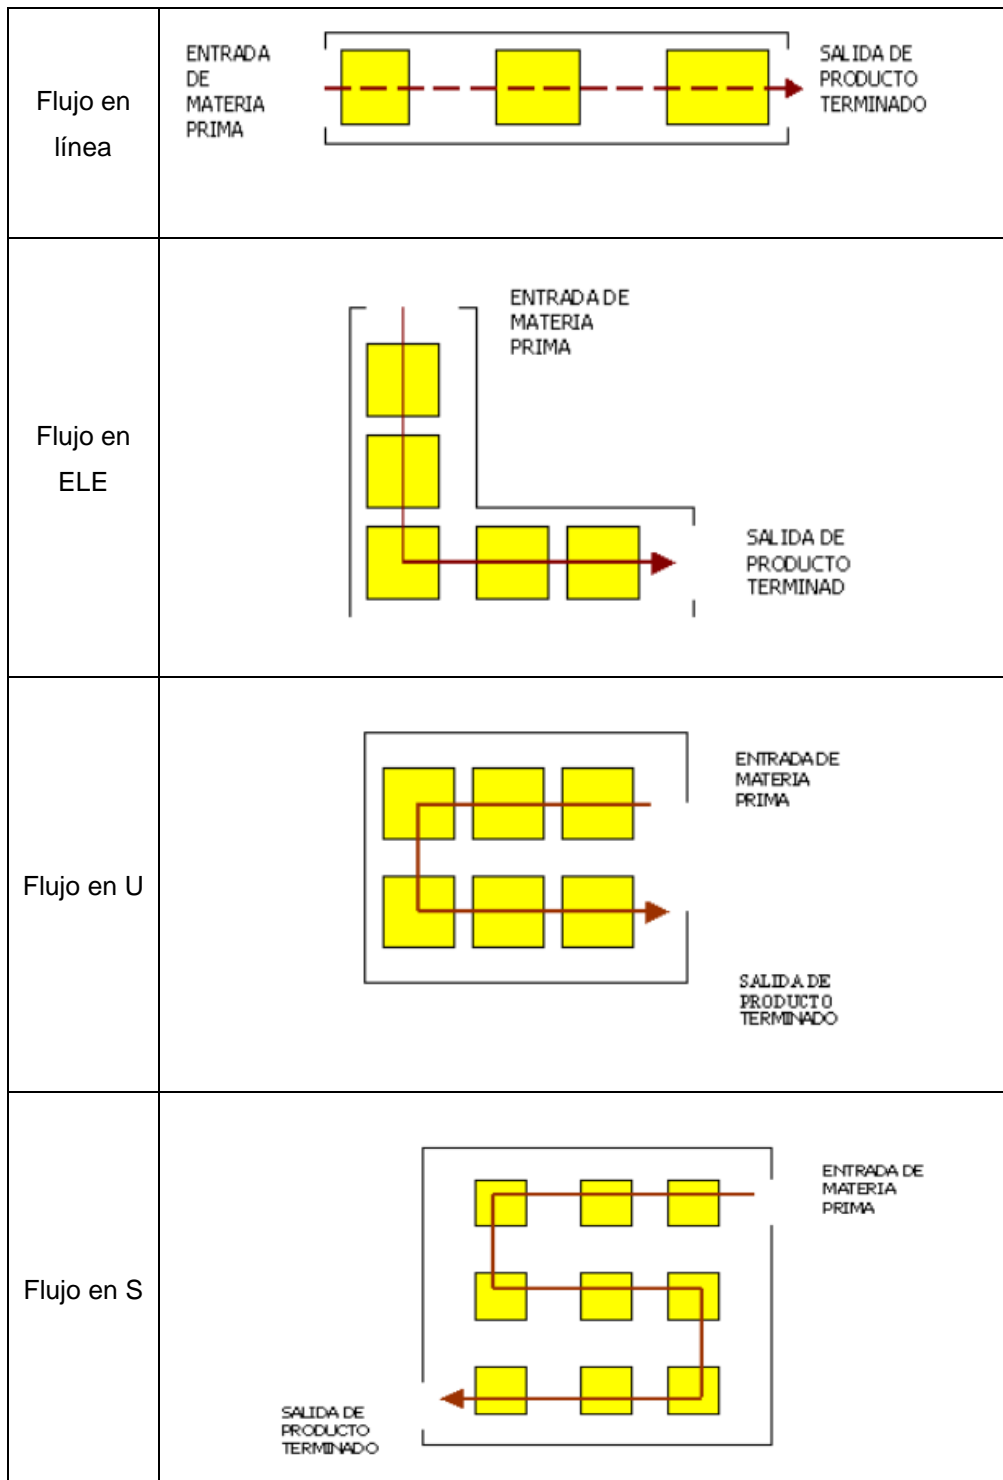 Flujo en
línea
ENTRADA
DE
MATERIA
PRIMA
SALIDA DE
PRODUCTO
TERMINADO
Flujo en
ELE
ENTRADA DE
MATERIA
PRIMA
SALIDA DE
PRODUCTO
TERMINAD
Flujo en U
ENTRADA DE
MATERIA
PRIMA
SALIDA DE
PRODUCTO
TERMINADO
Flujo en S
ENTRADA DE
MATERIA
PRIMA
SALIDA DE
PRODUCTO
TERMINADO